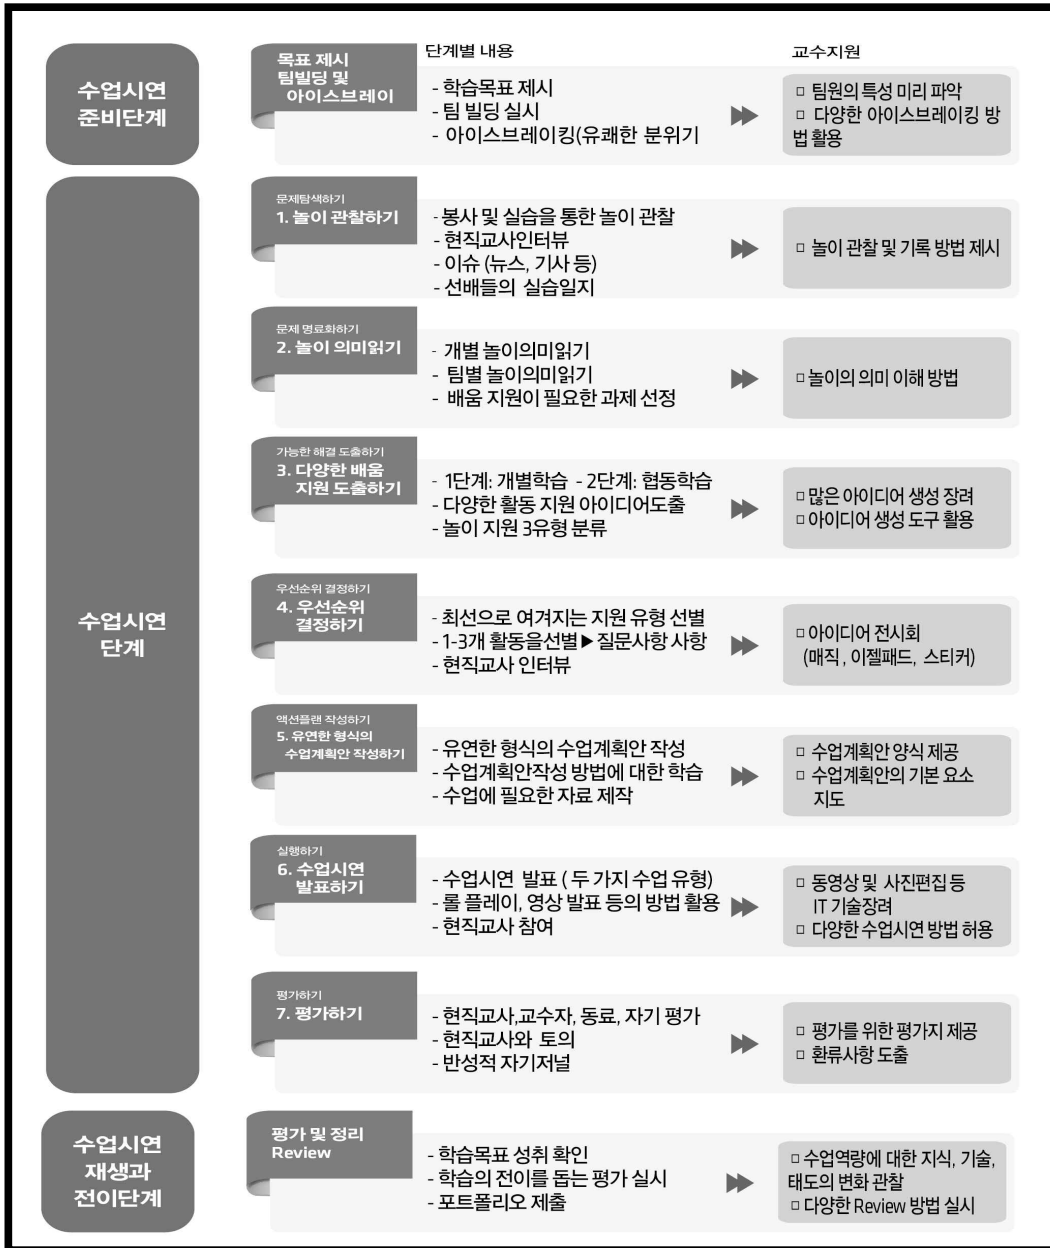 단계별 내용
교수지원
수업시연
준비단계
목표 제시
팀빌딩 및
아이스브레이
- 학습목표 제시
- 팀 빌딩 실시
- 아이스브레이킹(유쾌한 분위기
▫ 팀원의 특성 미리 파악
▫ 다양한 아이스브레이킹 방
법 활용
수업시연
단계
문제탐색하기
1. 놀이 관찰하기
- 봉사 및 실습을 통한 놀이 관찰
- 현직교사인터뷰
- 이슈 (뉴스, 기사 등)
- 선배들의 실습일지
▫ 놀이 관찰 및 기록 방법 제시
문제 명료화하기
2. 놀이 의미읽기
- 개별 놀이의미읽기
- 팀별 놀이의미읽기
- 배움 지원이 필요한 과제 선정
▫ 놀이의 의미 이해 방법
가능한 해결 도출하기
3. 다양한 배움
지원 도출하기
- 1단계: 개별학습 - 2단계: 협동학습
- 다양한 활동 지원 아이디어도출
- 놀이 지원 3유형 분류
▫ 많은 아이디어 생성 장려
▫ 아이디어 생성 도구 활용
우선순위 결정하기
4. 우선순위
결정하기
- 최선으로 여겨지는 지원 유형 선별
- 1-3개 활동을선별▶질문사항 사항
- 현직교사 인터뷰
▫ 아이디어 전시회
(매직 , 이젤패드, 스티커)
액션플랜 작성하기
5. 유연한 형식의
수업계획안 작성하기
- 유연한 형식의 수업계획안 작성
- 수업계획안작성 방법에 대한 학습
- 수업에 필요한 자료 제작
▫ 수업계획안 양식 제공
▫ 수업계획안의 기본 요소
지도
실행하기
6. 수업시연
발표하기
- 수업시연 발표 ( 두 가지 수업 유형)
- 롤 플레이, 영상 발표 등의 방법 활용
- 현직교사 참여
▫ 동영상 및 사진편집 등
IT 기술장려
▫ 다양한 수업시연 방법 허용
평가하기
7. 평가하기
- 현직교사,교수자, 동료, 자기 평가
- 현직교사와 토의
- 반성적 자기저널
▫ 평가를 위한 평가지 제공
▫ 환류사항 도출
수업시연
재생과
전이단계
평가 및 정리
Review
- 학습목표 성취 확인
- 학습의 전이를 돕는 평가 실시
- 포트폴리오 제출
▫ 수업역량에 대한 지식, 기술,
태도의 변화 관찰
▫ 다양한 Review 방법 실시